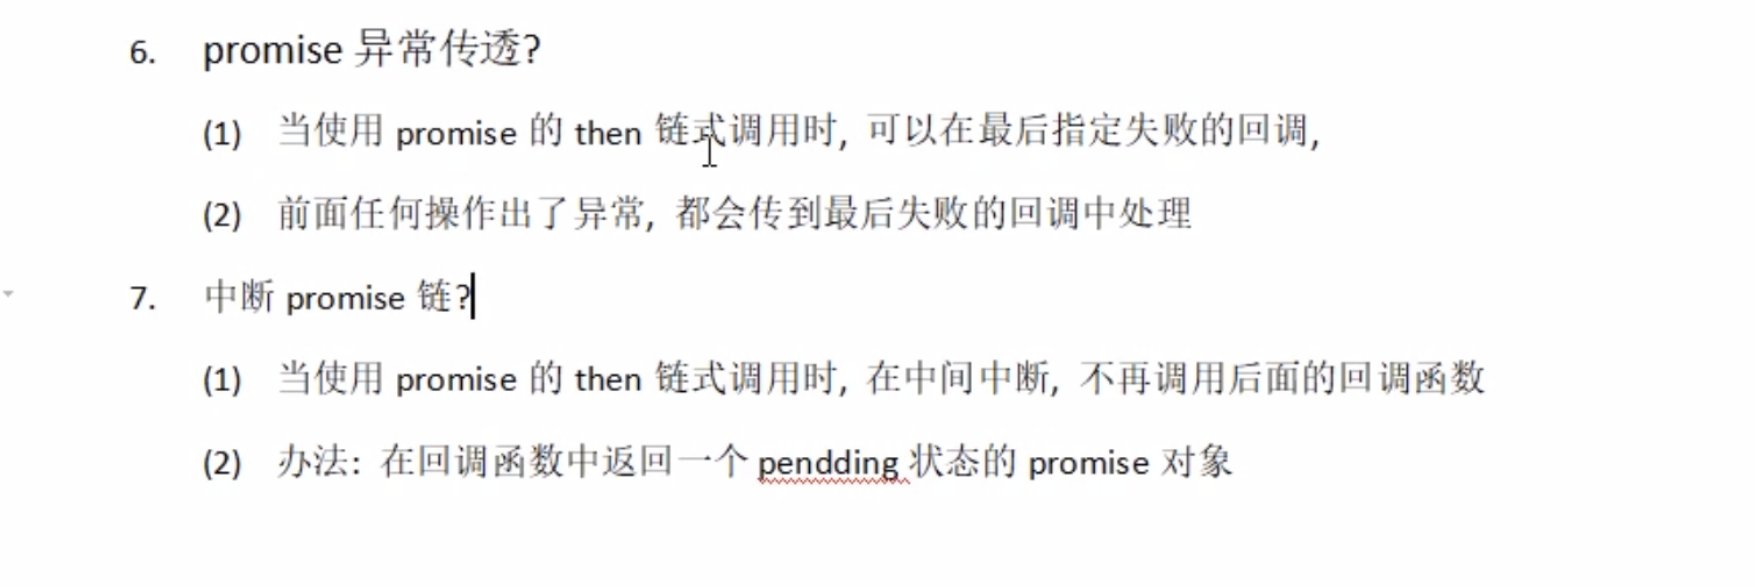 6. promise 异常传透?
(1) 当使用 promise 的 then 链式调用时, 可以在最后指定失败的回调,
(2) 前面任何操作出了异常, 都会传到最后失败的回调中处理
7. 中断 promise 链?
(1) 当使用 promise 的 then 链式调用时, 在中间中断, 不再调用后面的回调函数
(2) 办法: 在回调函数中返回一个 pendding 状态的 promise 对象